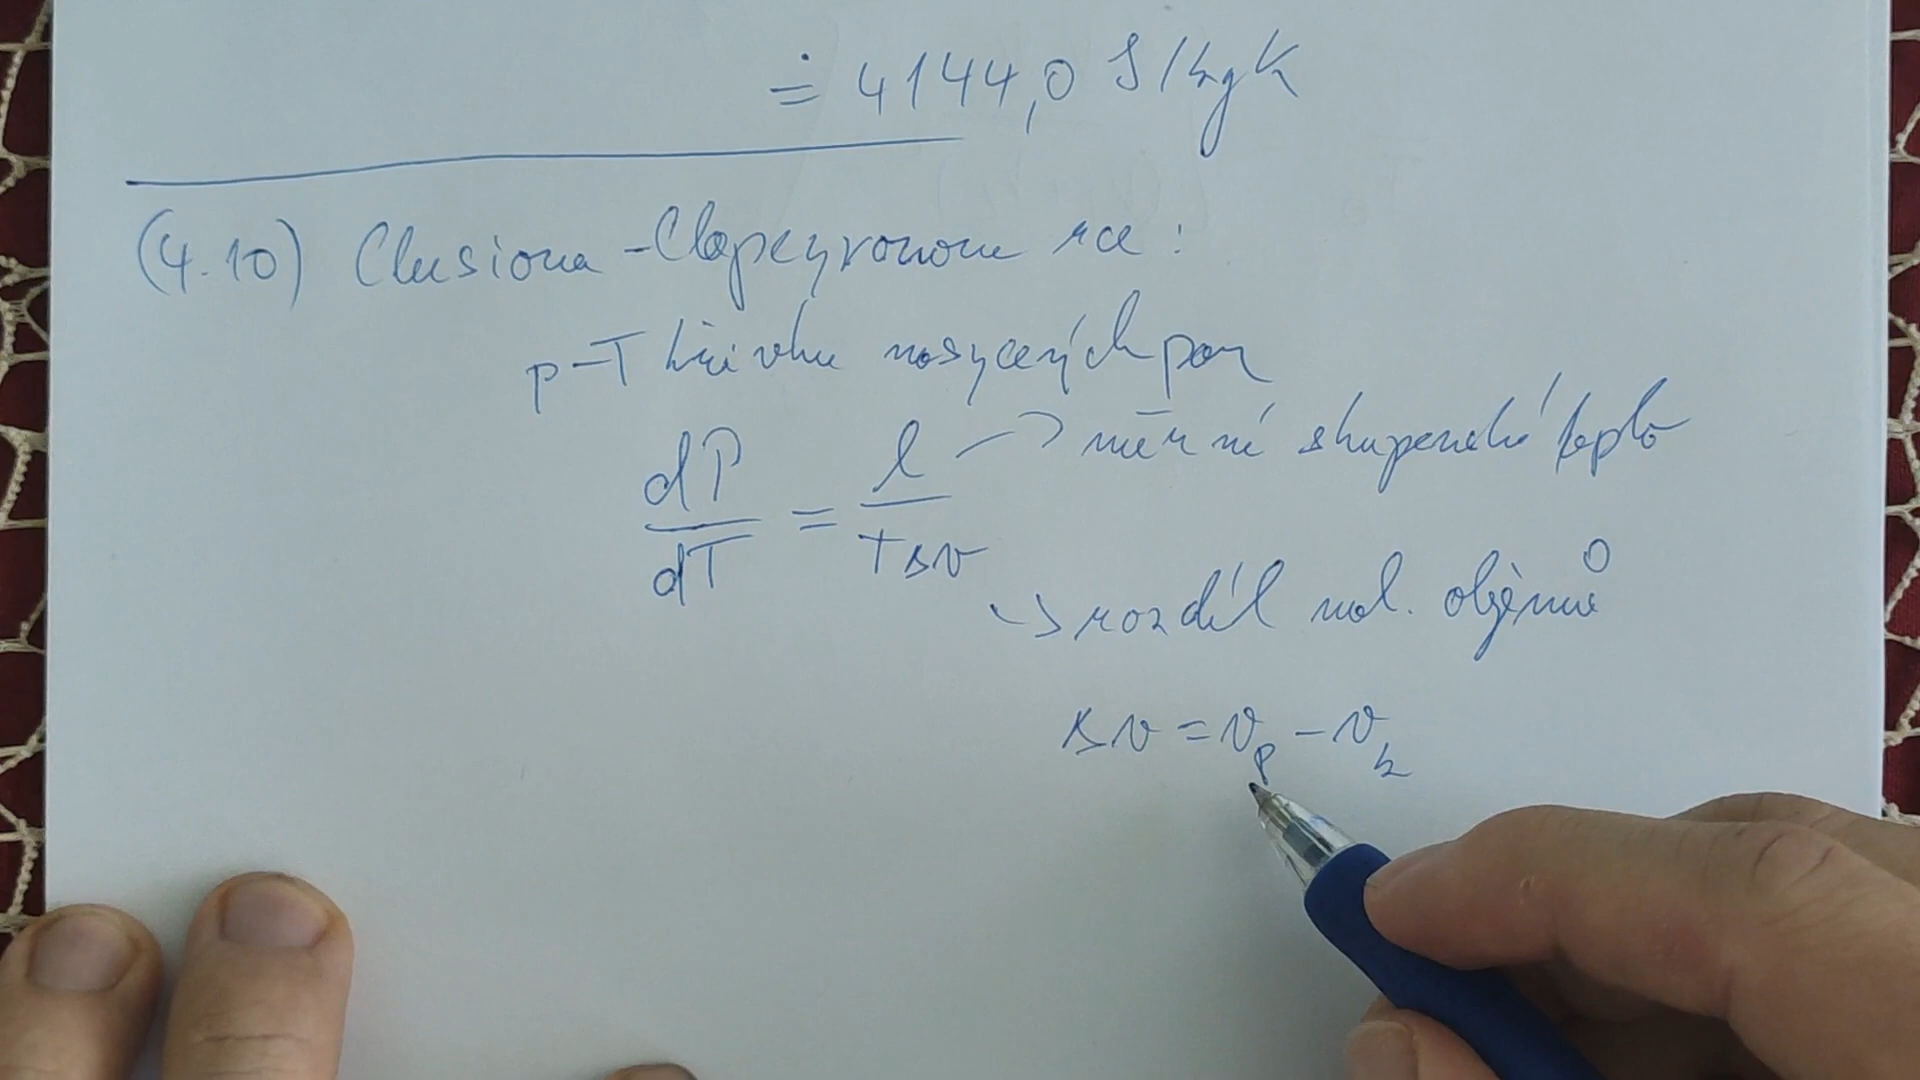 ≐ 4144,0 J/kgK
(4.10) Clusiova-Clapeyronova rce:
p-T křivka nasycených par
dP/dT = l/TΔv → měrné skupenské teplo
→ rozdíl mol. objemů
Δv = v_p - v_k